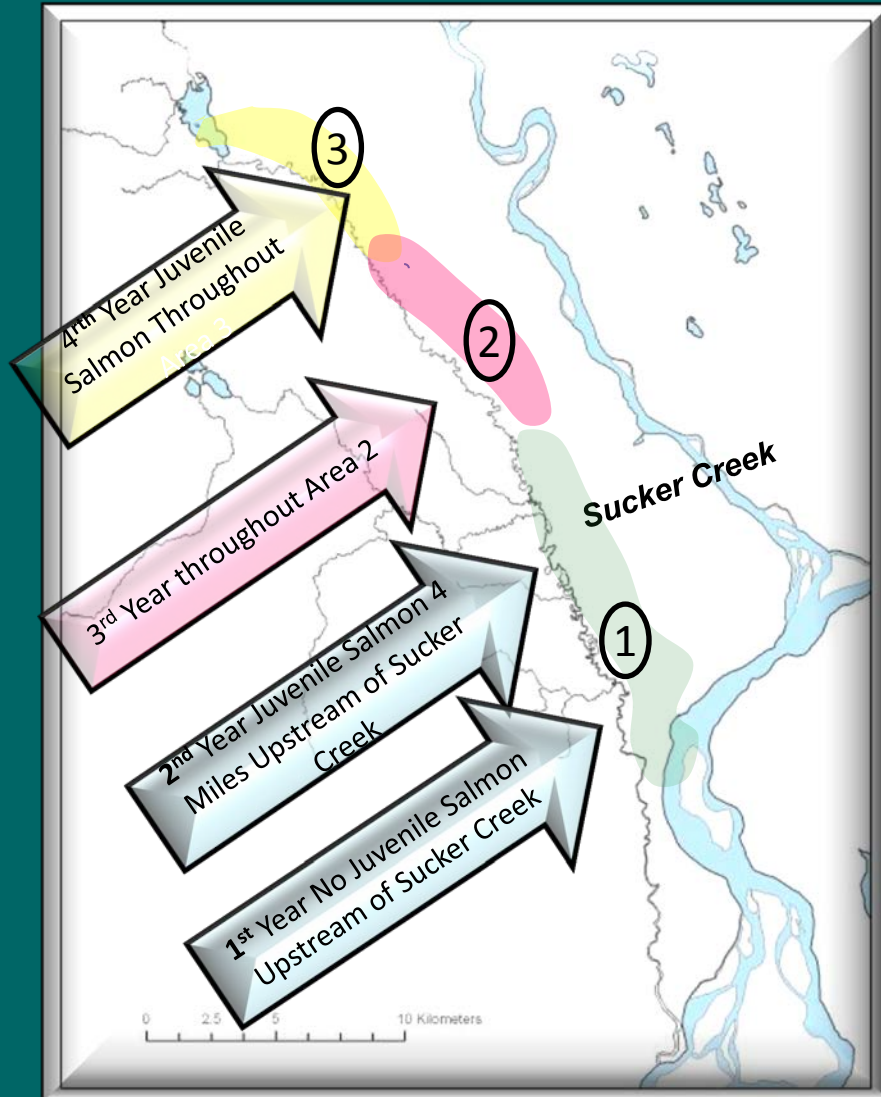 3
4rth Year Juvenile
Salmon Throughout
Area 3
2
3rd Year throughout Area 2
Sucker Creek
2nd Year Juvenile Salmon 4
Miles Upstream of Sucker
Creek
1
1st Year No Juvenile Salmon
Upstream of Sucker Creek
0 2.5 5 10 Kilometers